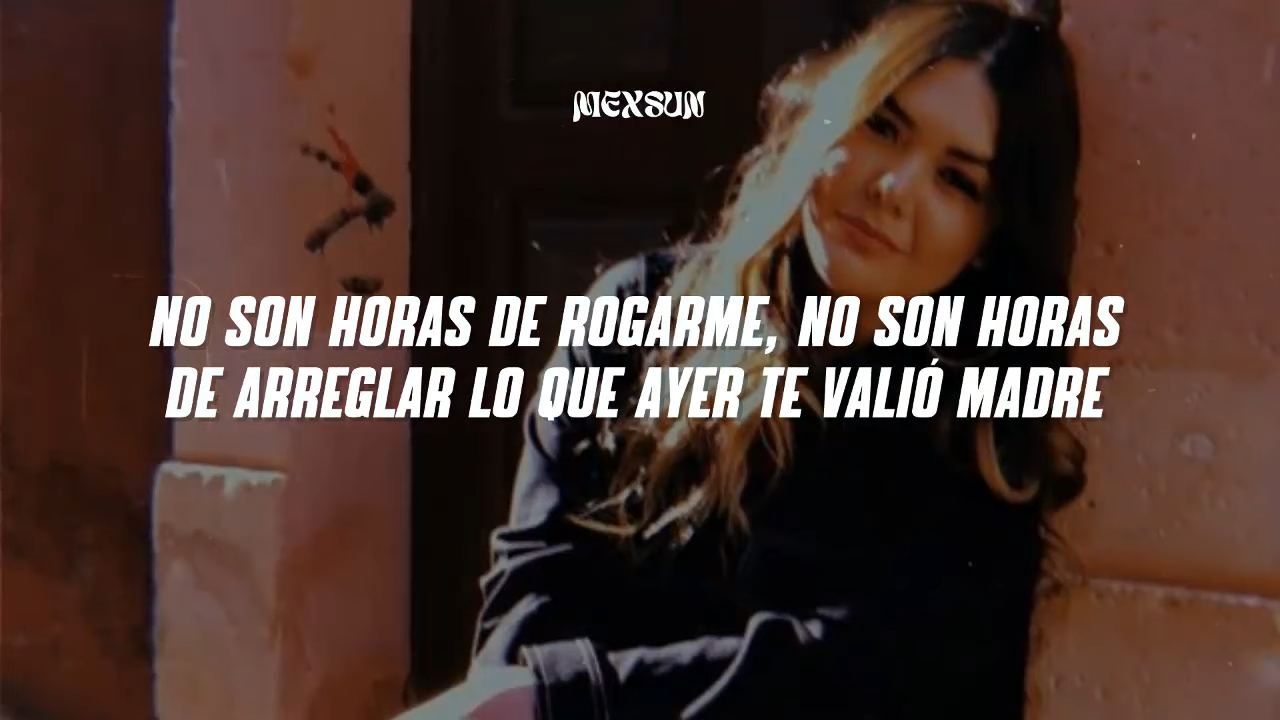 MEXSUN
NO SON HORAS DE ROGARME, NO SON HORAS
DE ARREGLAR LO QUE AYER TE VALIÓ MADRE